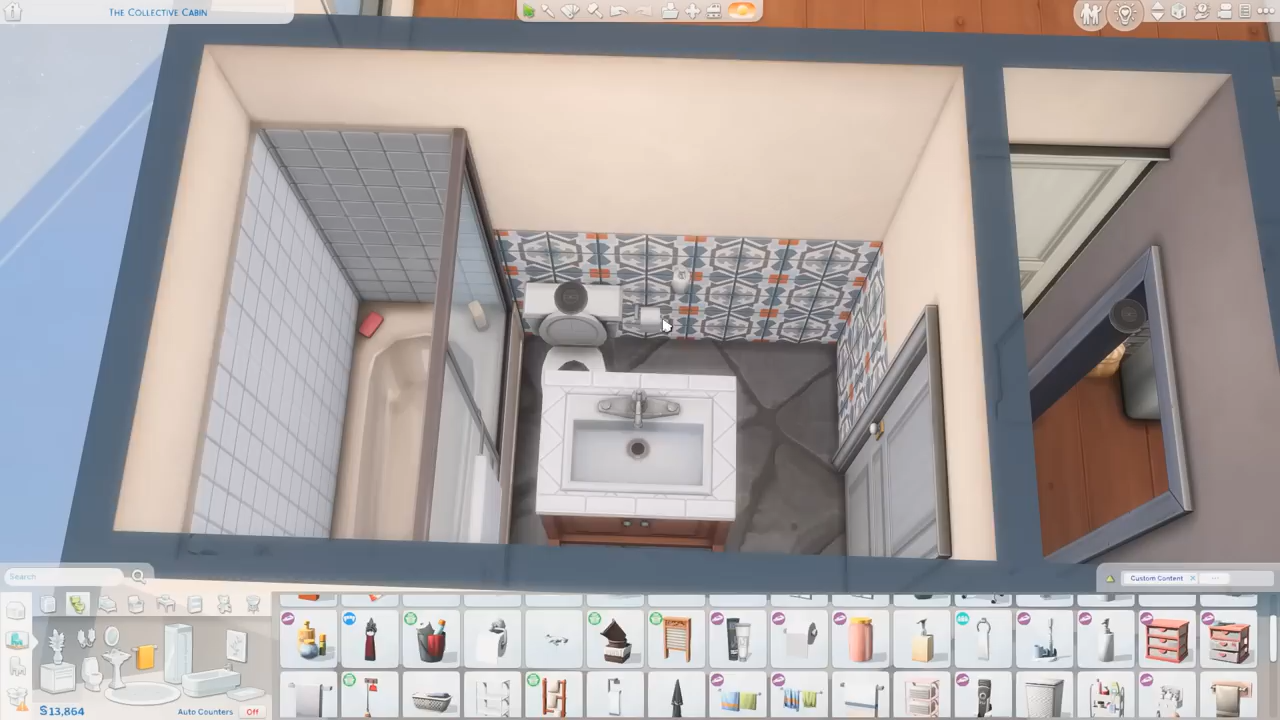 THE COLLECTIVE CABIN
Search
Custom Content
$13,864
Auto Counters
Off